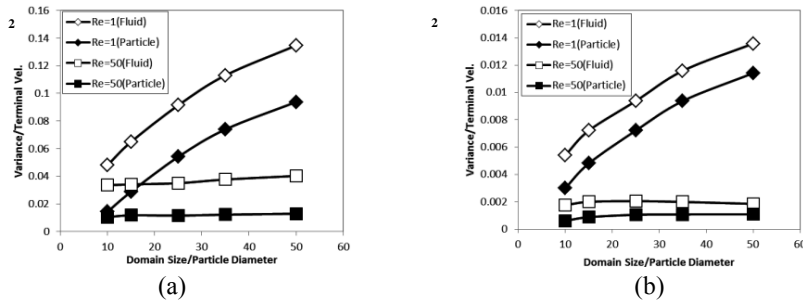 2
Variance/Terminal Vel.
0.16
0.14
0.12
0.1
0.08
0.06
0.04
0.02
0
Re=1(Fluid)
Re=1(Particle)
Re=50(Fluid)
Re=50(Particle)
0 10 20 30 40 50 60
Domain Size/Particle Diameter
(a)
2
Variance/Terminal Vel.
0.016
0.014
0.012
0.01
0.008
0.006
0.004
0.002
0
Re=1(Fluid)
Re=1(Particle)
Re=50(Fluid)
Re=50(Particle)
0 10 20 30 40 50 60
Domain Size/Particle Diameter
(b)